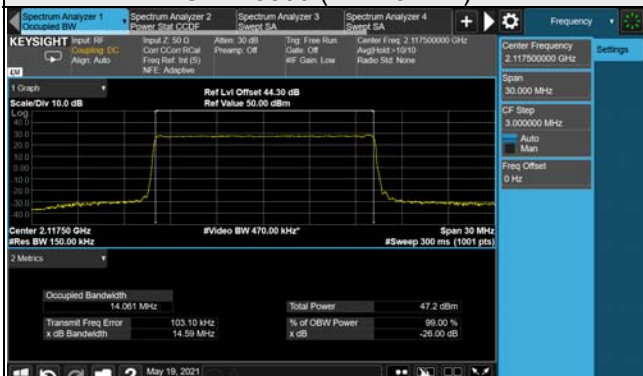 Spectrum Analyzer 1
Occupied BW
Spectrum Analyzer 2
Power Stat CCDF
Spectrum Analyzer 3
Swept SA
Spectrum Analyzer 4
Swept SA
Frequency
KEYSIGHT
Input: RF
Coupling: DC
Align: Auto
Input Z: 50 Ω
Corr CCorr RCal
Freq Ref: Int (S)
NFE: Adaptive
Atten: 30 dB
Preamp: Off
Trig: Free Run
Gate: Off
#IF Gain: Low
Center Freq: 2.117500000 GHz
Avg|Hold:>10/10
Radio Std: None
Center Frequency
2.117500000 GHz
Settings
Span
30.000 MHz
CF Step
3.000000 MHz
Auto
Man
Freq Offset
0 Hz
1 Graph
Scale/Div 10.0 dB
Ref Lvl Offset 44.30 dB
Ref Value 50.00 dBm
Log
40.0
30.0
20.0
10.0
0.00
-10.0
-20.0
-30.0
-40.0
Center 2.11750 GHz
#Res BW 150.00 kHz
#Video BW 470.00 kHz*
Span 30 MHz
#Sweep 300 ms (1001 pts)
2 Metrics
Occupied Bandwidth
14.061 MHz
Total Power
47.2 dBm
Transmit Freq Error
103.10 kHz
% of OBW Power
99.00 %
x dB Bandwidth
14.59 MHz
x dB
-26.00 dB
May 19, 2021